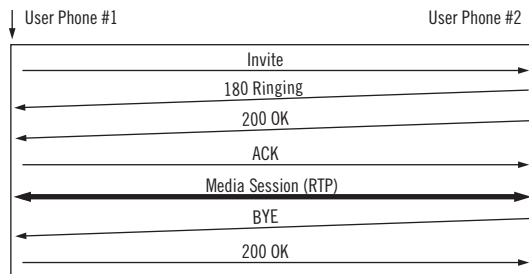 User Phone #1
User Phone #2
Invite
180 Ringing
200 OK
ACK
Media Session (RTP)
BYE
200 OK